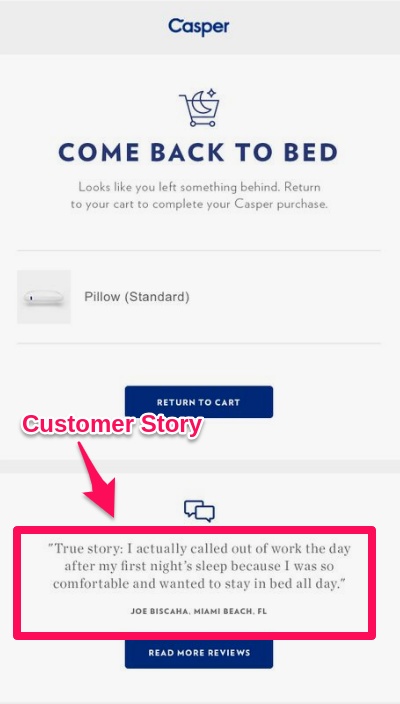 Casper
COME BACK TO BED
Looks like you left something behind. Return
to your cart to complete your Casper purchase.
Pillow (Standard)
RETURN TO CART
Customer Story
"True story: I actually called out of work the day
after my first night's sleep because I was so
comfortable and wanted to stay in bed all day."
JOE BISCAHA, MIAMI BEACH, FL
READ MORE REVIEWS